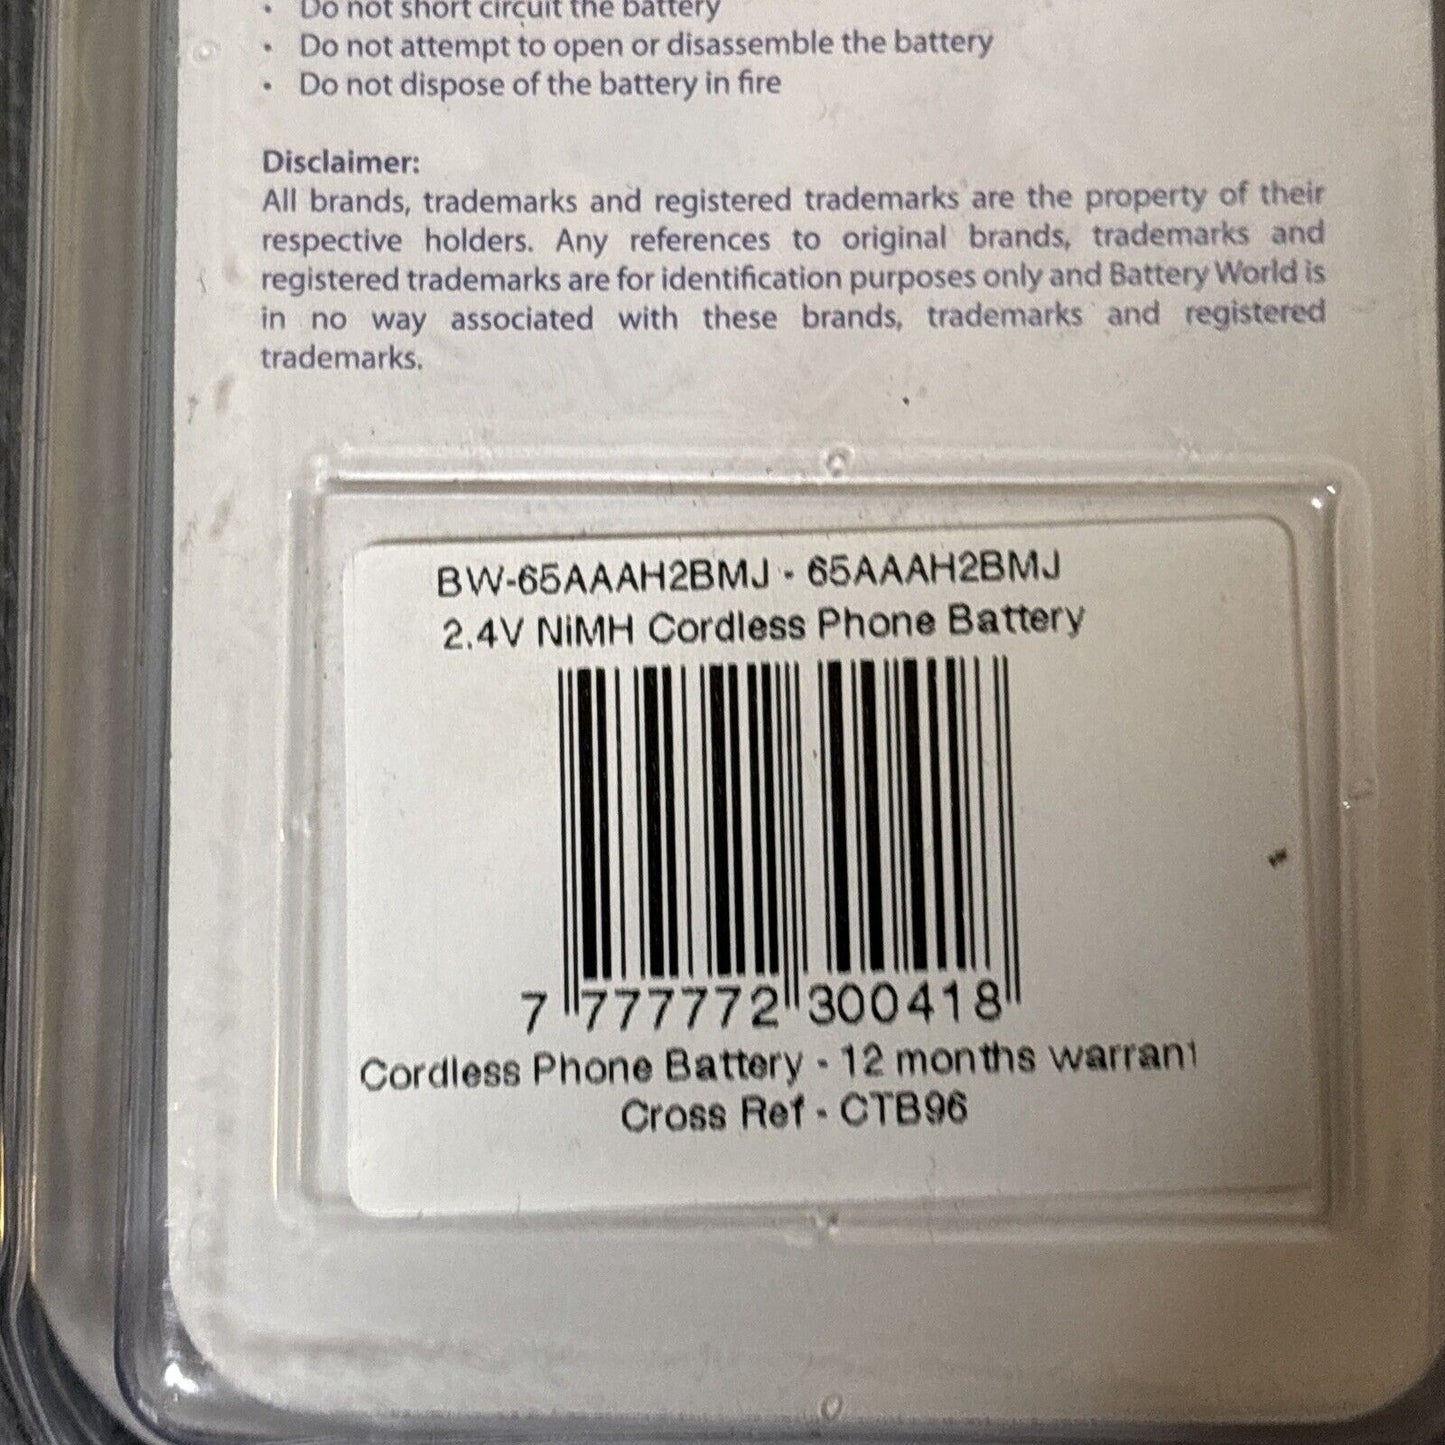 • Do not short circuit the battery
• Do not attempt to open or disassemble the battery
• Do not dispose of the battery in fire
Disclaimer:
All brands, trademarks and registered trademarks are the property of their
respective holders. Any references to original brands, trademarks and
registered trademarks are for identification purposes only and Battery World is
in no way associated with these brands, trademarks and registered
trademarks.
BW-65AAAH2BMJ - 65AAAH2BMJ
2.4V NiMH Cordless Phone Battery
7 777772 300418
Cordless Phone Battery - 12 months warrant
Cross Ref - CTB96